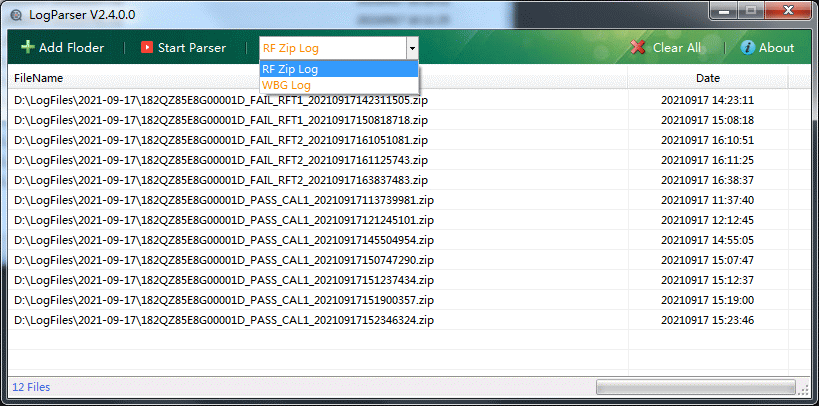 LogParser V2.4.0.0
Add Floder
Start Parser
RF Zip Log
Clear All
About
RF Zip Log
WBG Log
FileName Date
D:\LogFiles\2021-09-17\182QZ85E8G00001D_FAIL_RFT1_20210917142311505.zip 20210917 14:23:11
D:\LogFiles\2021-09-17\182QZ85E8G00001D_FAIL_RFT1_20210917150818718.zip 20210917 15:08:18
D:\LogFiles\2021-09-17\182QZ85E8G00001D_FAIL_RFT2_20210917161051081.zip 20210917 16:10:51
D:\LogFiles\2021-09-17\182QZ85E8G00001D_FAIL_RFT2_20210917161125743.zip 20210917 16:11:25
D:\LogFiles\2021-09-17\182QZ85E8G00001D_FAIL_RFT2_20210917163837483.zip 20210917 16:38:37
D:\LogFiles\2021-09-17\182QZ85E8G00001D_PASS_CAL1_20210917113739981.zip 20210917 11:37:40
D:\LogFiles\2021-09-17\182QZ85E8G00001D_PASS_CAL1_20210917121245101.zip 20210917 12:12:45
D:\LogFiles\2021-09-17\182QZ85E8G00001D_PASS_CAL1_20210917145504954.zip 20210917 14:55:05
D:\LogFiles\2021-09-17\182QZ85E8G00001D_PASS_CAL1_20210917150747290.zip 20210917 15:07:47
D:\LogFiles\2021-09-17\182QZ85E8G00001D_PASS_CAL1_20210917151237434.zip 20210917 15:12:37
D:\LogFiles\2021-09-17\182QZ85E8G00001D_PASS_CAL1_20210917151900357.zip 20210917 15:19:00
D:\LogFiles\2021-09-17\182QZ85E8G00001D_PASS_CAL1_20210917152346324.zip 20210917 15:23:46
12 Files